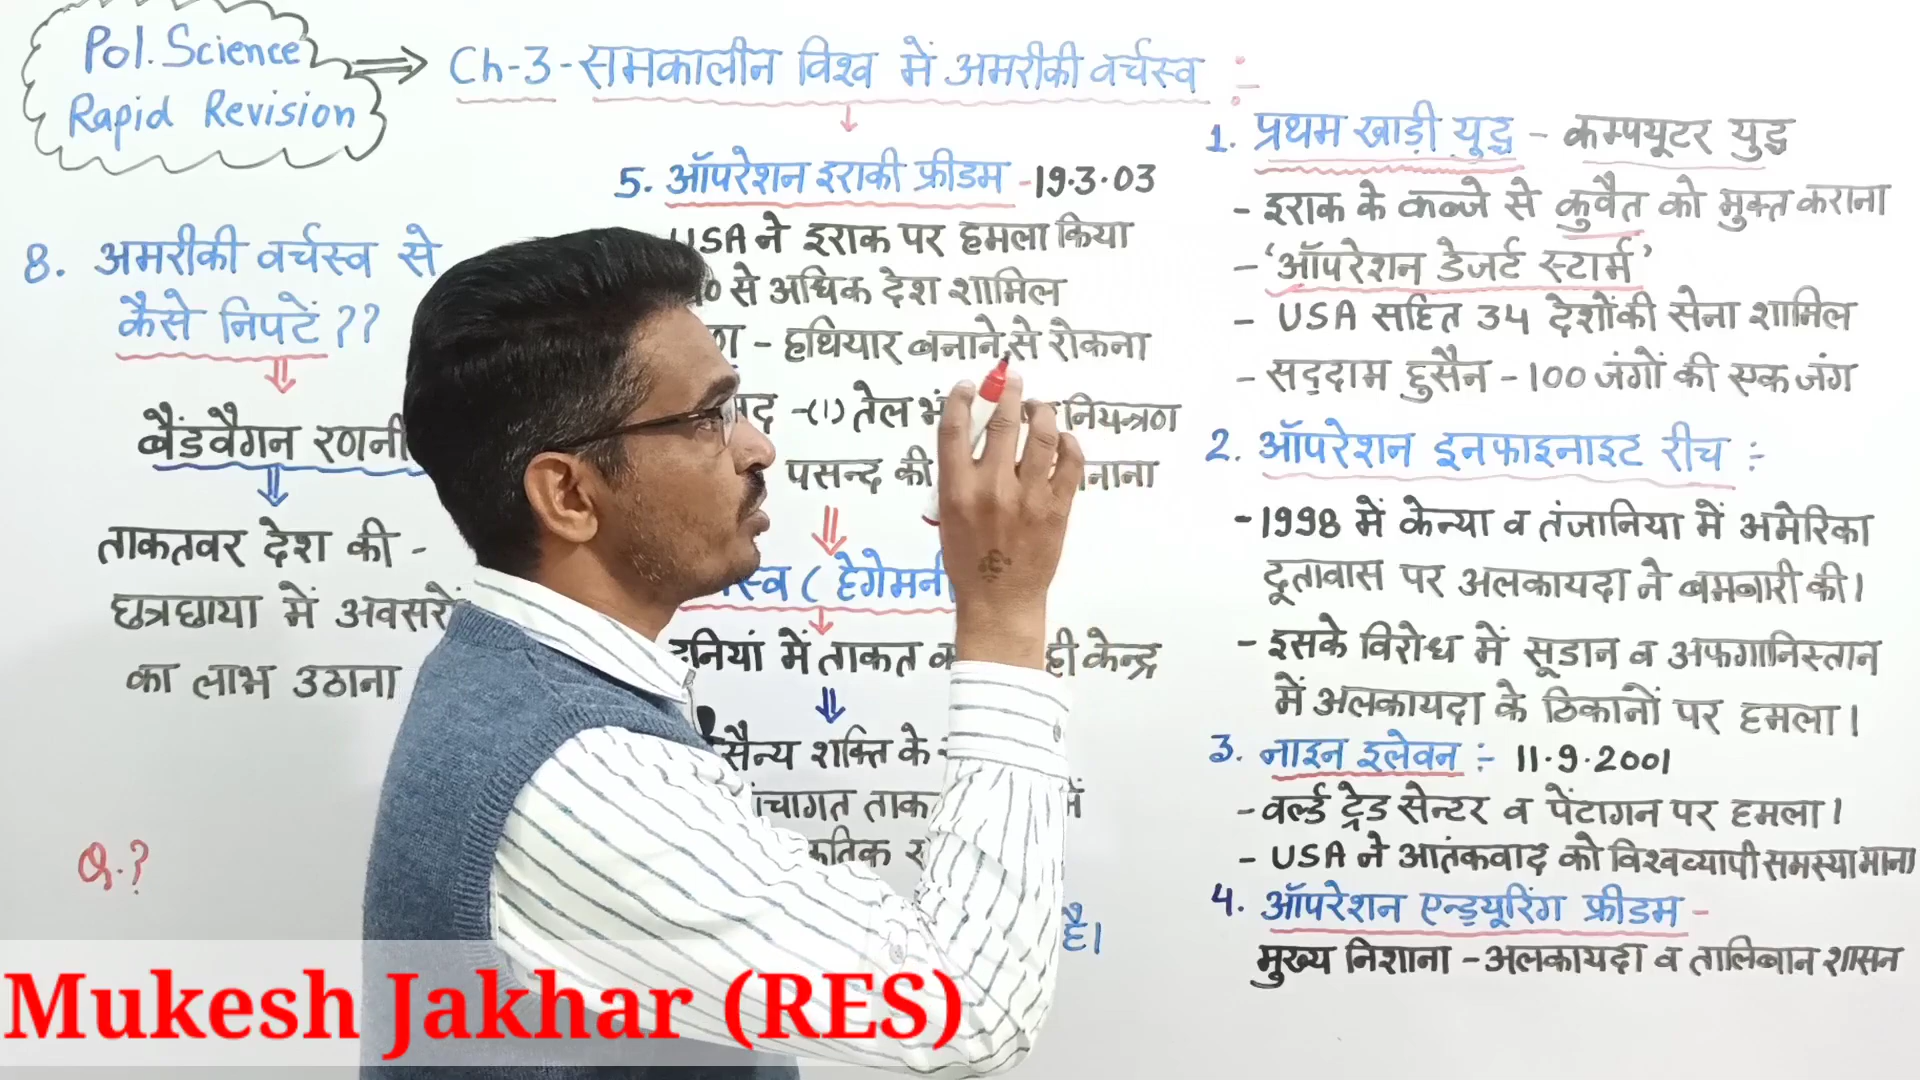 Pol. Science
Rapid Revision
Ch-3-समकालीन विश्व में अमरीकी वर्चस्व :-
8. अमरीकी वर्चस्व से
कैसे निपटें ??
बैंडवैगन
ताकतवर देश की -
छत्रछाया में अवसरों
का लाभ उठाना
Q.?
5. ऑपरेशन इराकी फ्रीडम - 19.3.03
USA ने इराक पर हमला किया
से अधिक देश शामिल
- हथियार बनाने से रोकना
-(1) तेल नियन्त्रण
पसन्द की
( हेगेमनी
दुनियां में ताकत ही केन्द्र
सैन्य शक्ति के
है।
1. प्रथम खाड़ी यूद्ध - कम्पयूटर युद्ध
- इराक के कब्जे से कुवैत को मुक्त कराना
- 'ऑपरेशन डेजर्ट स्टार्म'
- USA सहित 34 देशों की सेना शामिल
- सद्दाम हुसैन - 100 जंगों की एक जंग
2. ऑपरेशन इनफाइनाइट रीच :-
- 1998 में केन्या व तंजानिया में अमेरिका
दूतावास पर अलकायदा ने बमबारी की।
- इसके विरोध में सूडान व अफगानिस्तान
में अलकायदा के ठिकानों पर हमला।
3. नाइन इलेवन :- 11.9.2001
- वर्ल्ड ट्रेड सेन्टर व पेंटागन पर हमला।
- USA ने आतंकवाद को विश्वव्यापी समस्या माना
4. ऑपरेशन एन्ड्यूरिंग फ्रीडम -
मुख्य निशाना - अलकायदा व तालिबान शासन
Mukesh Jakhar (RES)